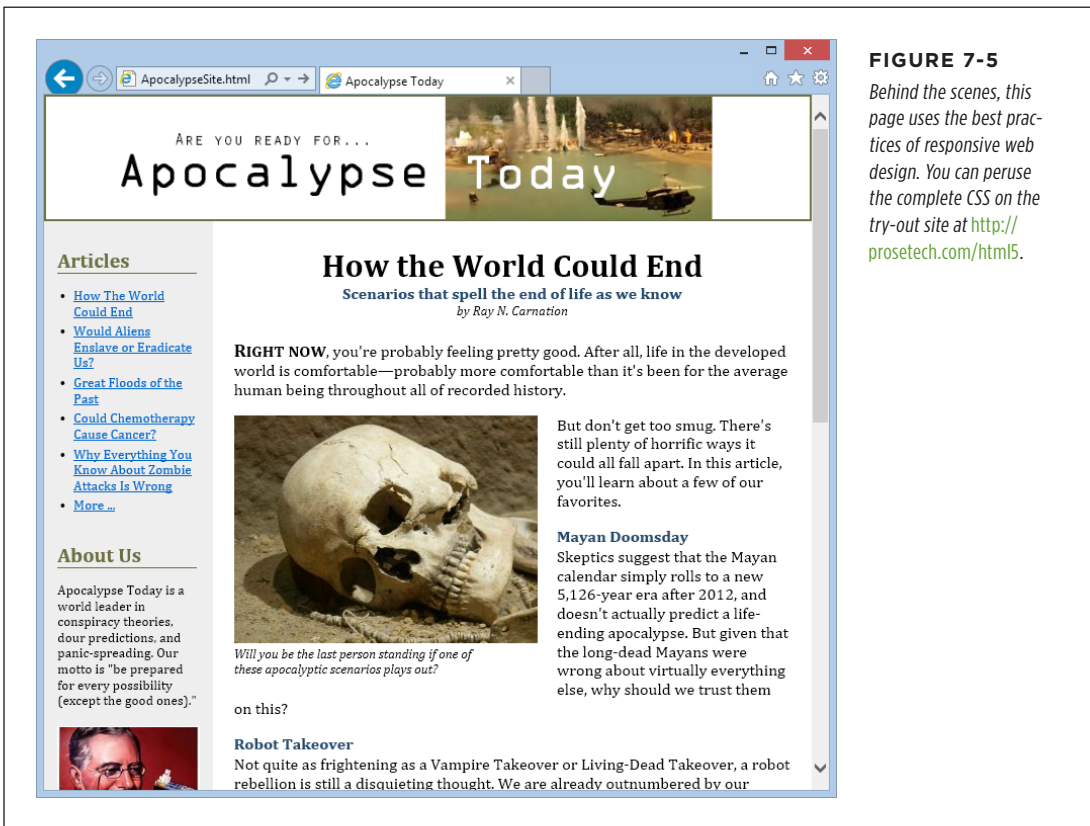 ApocalypseSite.html
Apocalypse Today
ARE YOU READY FOR...
Apocalypse Today
Articles
• How The World
Could End
• Would Aliens
Enslave or Eradicate
Us?
• Great Floods of the
Past
• Could Chemotherapy
Cause Cancer?
• Why Everything You
Know About Zombie
Attacks Is Wrong
• More ...
About Us
Apocalypse Today is a
world leader in
conspiracy theories,
dour predictions, and
panic-spreading. Our
motto is "be prepared
for every possibility
(except the good ones)."
How the World Could End
Scenarios that spell the end of life as we know
by Ray N. Carnation
RIGHT NOW, you're probably feeling pretty good. After all, life in the developed
world is comfortable—probably more comfortable than it's been for the average
human being throughout all of recorded history.
But don't get too smug. There's
still plenty of horrific ways it
could all fall apart. In this article,
you'll learn about a few of our
favorites.
Will you be the last person standing if one of
these apocalyptic scenarios plays out?
Mayan Doomsday
Skeptics suggest that the Mayan
calendar simply rolls to a new
5,126-year era after 2012, and
doesn't actually predict a life-
ending apocalypse. But given that
the long-dead Mayans were
wrong about virtually everything
else, why should we trust them
on this?
Robot Takeover
Not quite as frightening as a Vampire Takeover or Living-Dead Takeover, a robot
rebellion is still a disquieting thought. We are already outnumbered by our
FIGURE 7-5
Behind the scenes, this
page uses the best prac-
tices of responsive web
design. You can peruse
the complete CSS on the
try-out site at http://
prosetech.com/html5.